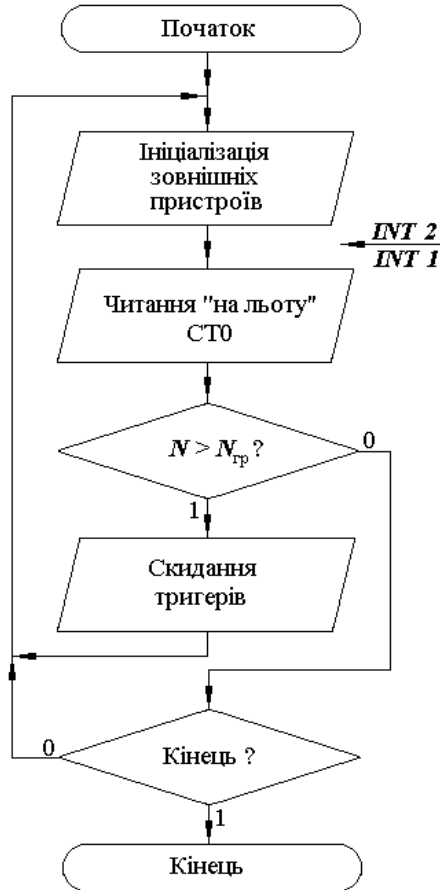 Початок
Ініціалізація
зовнішніх
пристроїв
INT 2
INT 1
Читання "на льоту"
CT0
N > Nгр ?
0
1
Скидання
тригерів
0
Кінець ?
1
Кінець